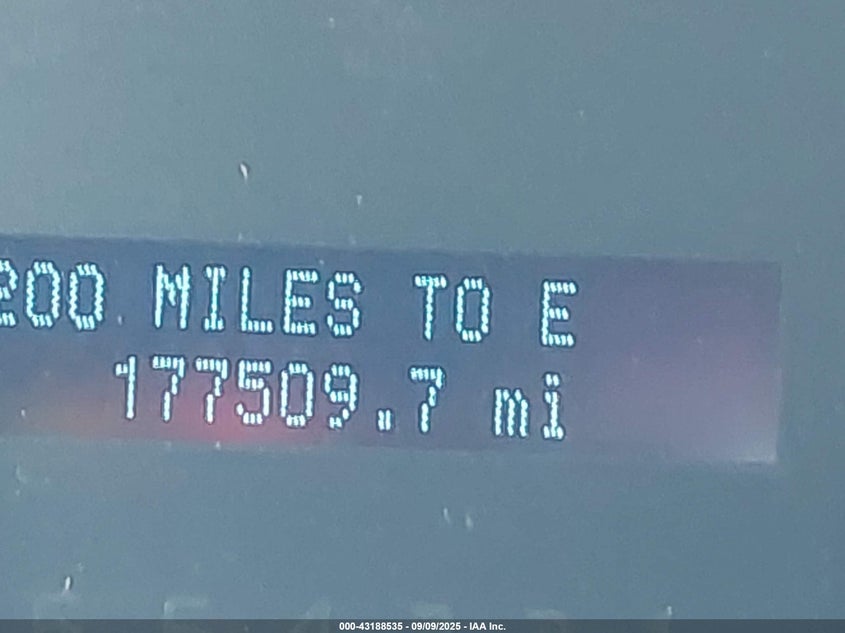 200 MILES TO E
177509.7 mi
000-43188535 - 09/09/2025 - IAA Inc.